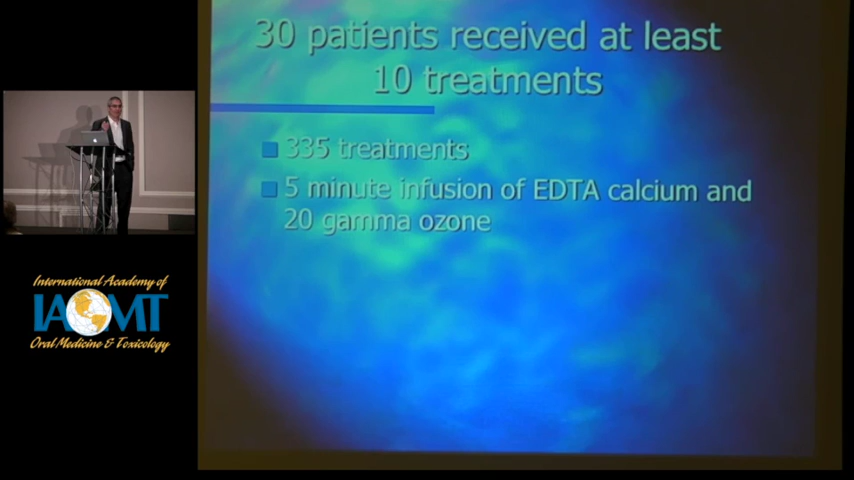 30 patients received at least
10 treatments
335 treatments
5 minute infusion of EDTA calcium and
20 gamma ozone
International Academy of
IAOMT
Oral Medicine & Toxicology